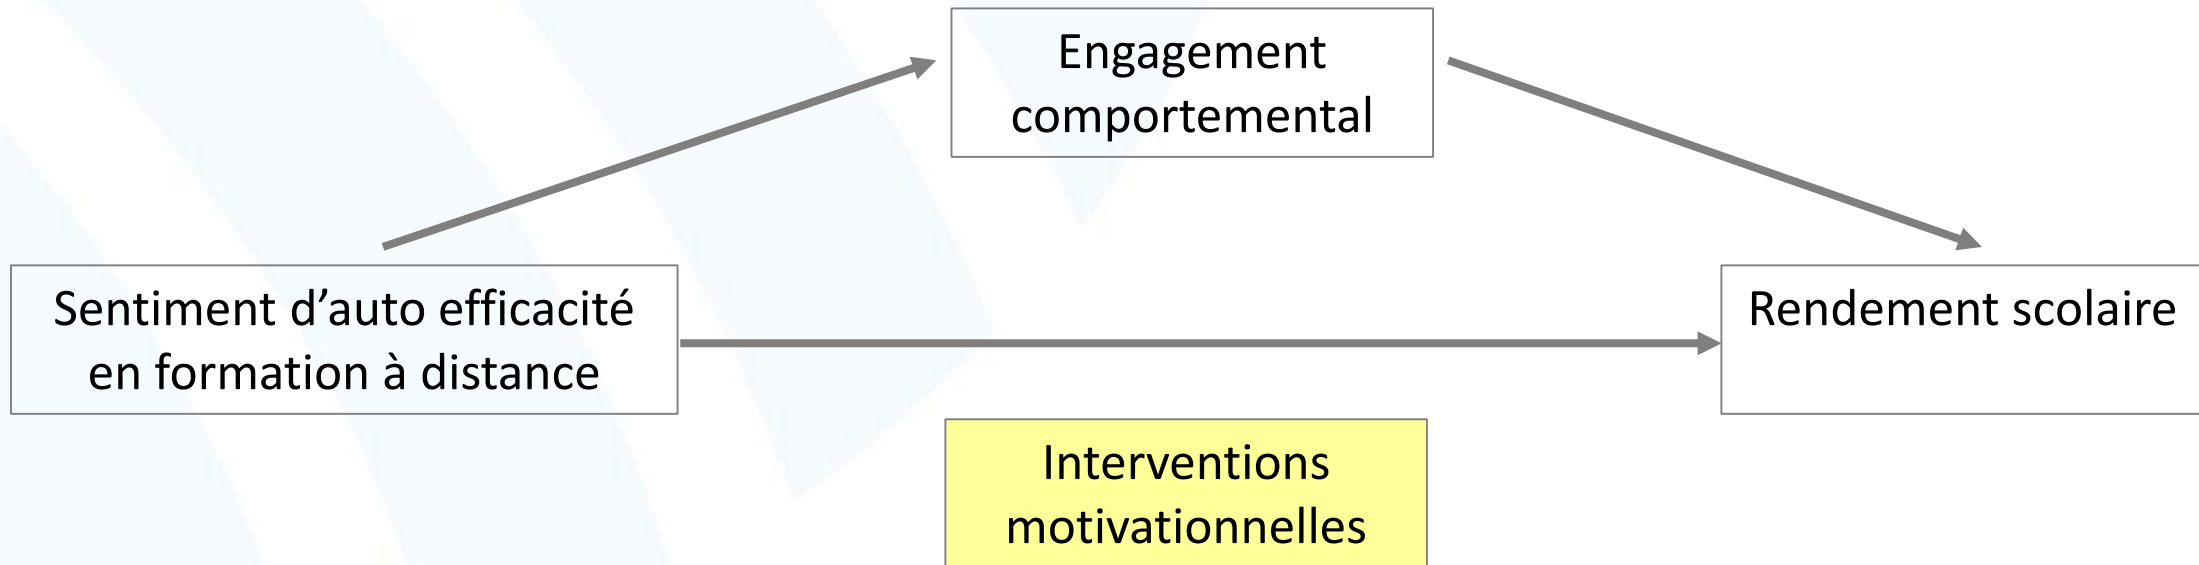 Engagement
comportemental
Sentiment d’auto efficacité
en formation à distance
Rendement scolaire
Interventions
motivationnelles